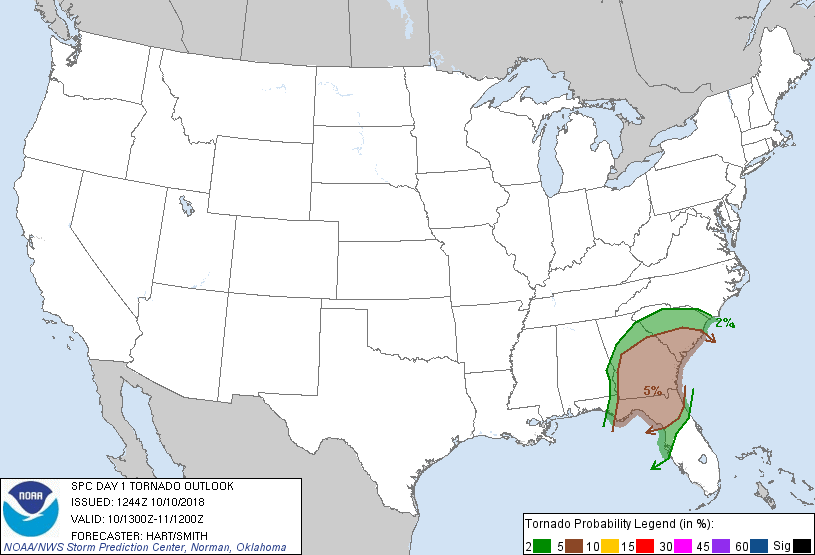 2%
5%
NOAA
SPC DAY 1 TORNADO OUTLOOK
ISSUED: 1244Z 10/10/2018
VALID: 10/1300Z-11/1200Z
FORECASTER: HART/SMITH
NOAA/NWS Storm Prediction Center, Norman, Oklahoma
Tornado Probability Legend (in %):
2 5 10 15 30 45 60 Sig